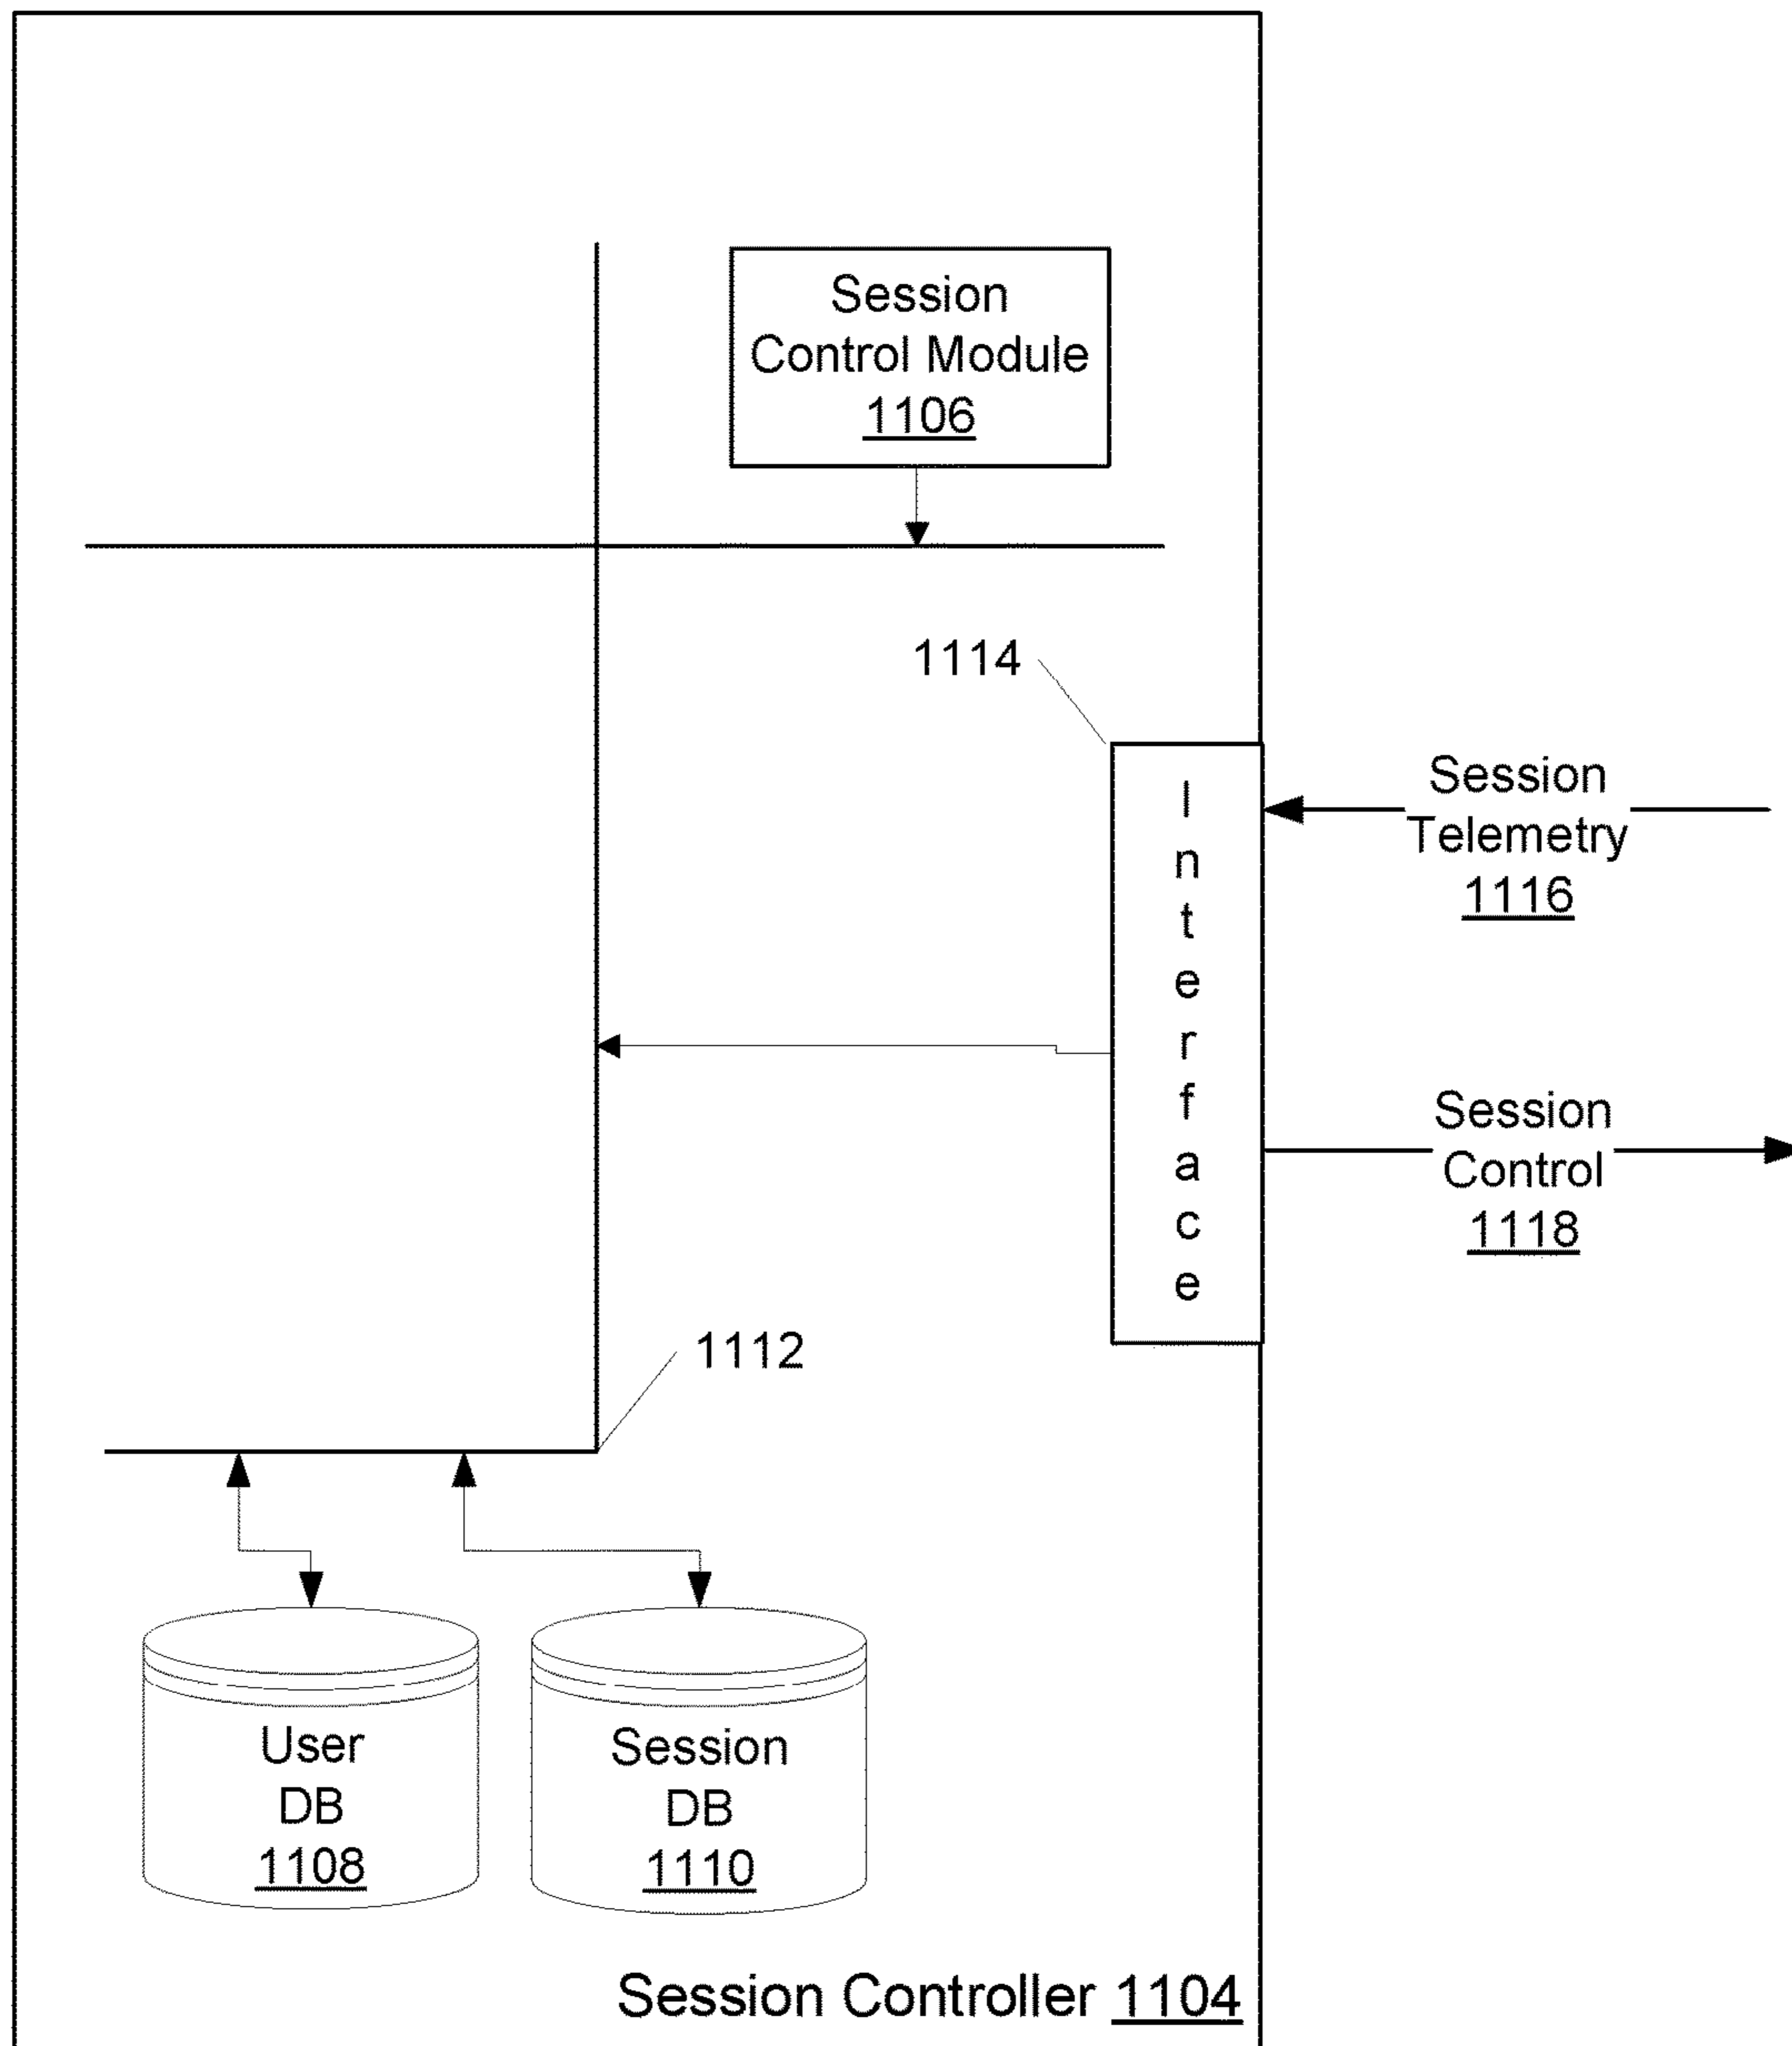 Session
Control Module
1106
1114
Interface
Session
Telemetry
1116
Session
Control
1118
1112
User
DB
1108
Session
DB
1110
Session Controller 1104